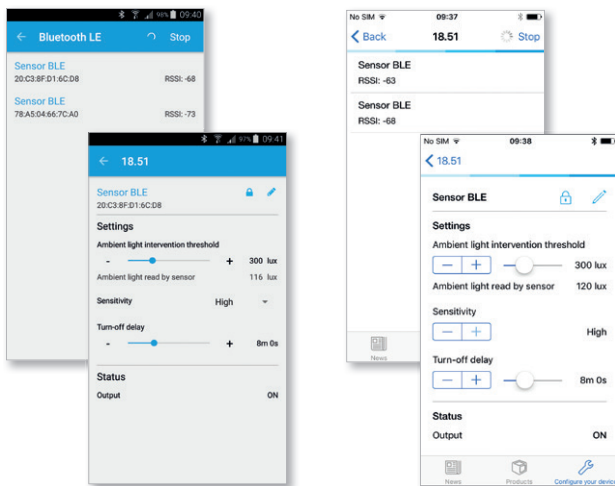 98% 09:40
Bluetooth LE Stop
Sensor BLE
20:C3:8F:D1:6C:D8 RSSI: -68
Sensor BLE
78:A5:04:66:7C:A0 RSSI: -73
97% 09:41
18.51
Sensor BLE
20:C3:8F:D1:6C:D8
Settings
Ambient light intervention threshold
- + 300 lux
Ambient light read by sensor 116 lux
Sensitivity High
Turn-off delay
- + 8m 0s
Status
Output ON
No SIM 09:37
Back 18.51 Stop
Sensor BLE
RSSI: -63
Sensor BLE
RSSI: -68
News
No SIM 09:38
18.51
Sensor BLE
Settings
Ambient light intervention threshold
- + 300 lux
Ambient light read by sensor 120 lux
Sensitivity
- + High
Turn-off delay
- + 8m 0s
Status
Output ON
News Products Configure your device